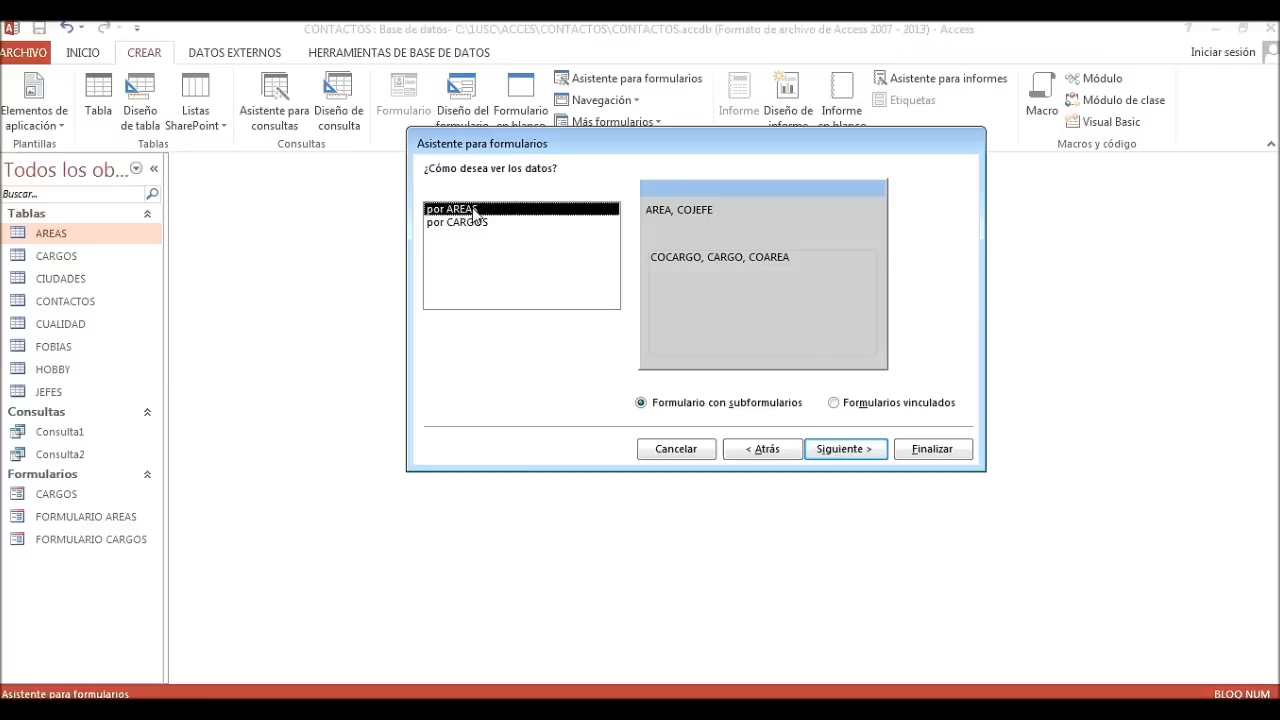 CONTACTOS : Base de datos- C:\1USC\ACCES\CONTACTOS\CONTACTOS.accdb (Formato de archivo de Access 2007 - 2013) - Access
ARCHIVO INICIO CREAR DATOS EXTERNOS HERRAMIENTAS DE BASE DE DATOS Iniciar sesión
Elementos de aplicación
Tabla
Diseño de tabla
Listas SharePoint
Asistente para consultas
Diseño de consulta
Formulario
Diseño del formulario
Formulario en blanco
Asistente para formularios
Navegación
Más formularios
Informe
Diseño de informe
Informe en blanco
Asistente para informes
Etiquetas
Macro
Módulo
Módulo de clase
Visual Basic
Plantillas Tablas Consultas Macros y código
Todos los ob...
Buscar...
Tablas
AREAS
CARGOS
CIUDADES
CONTACTOS
CUALIDAD
FOBIAS
HOBBY
JEFES
Consultas
Consulta1
Consulta2
Formularios
CARGOS
FORMULARIO AREAS
FORMULARIO CARGOS
Asistente para formularios
¿Cómo desea ver los datos?
por AREAS
por CARGOS
AREA, COJEFE
COCARGO, CARGO, COAREA
Formulario con subformularios Formularios vinculados
Cancelar < Atrás Siguiente > Finalizar
Asistente para formularios BLOQ NUM